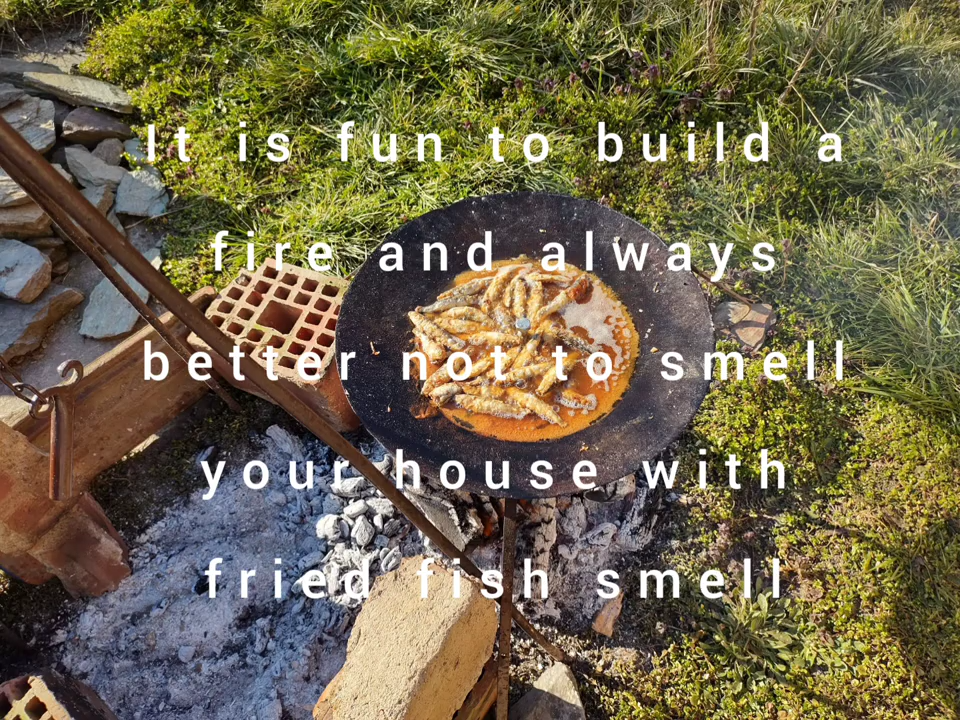 It is fun to build a
fire and always
better not to smell
your house with
fried fish smell